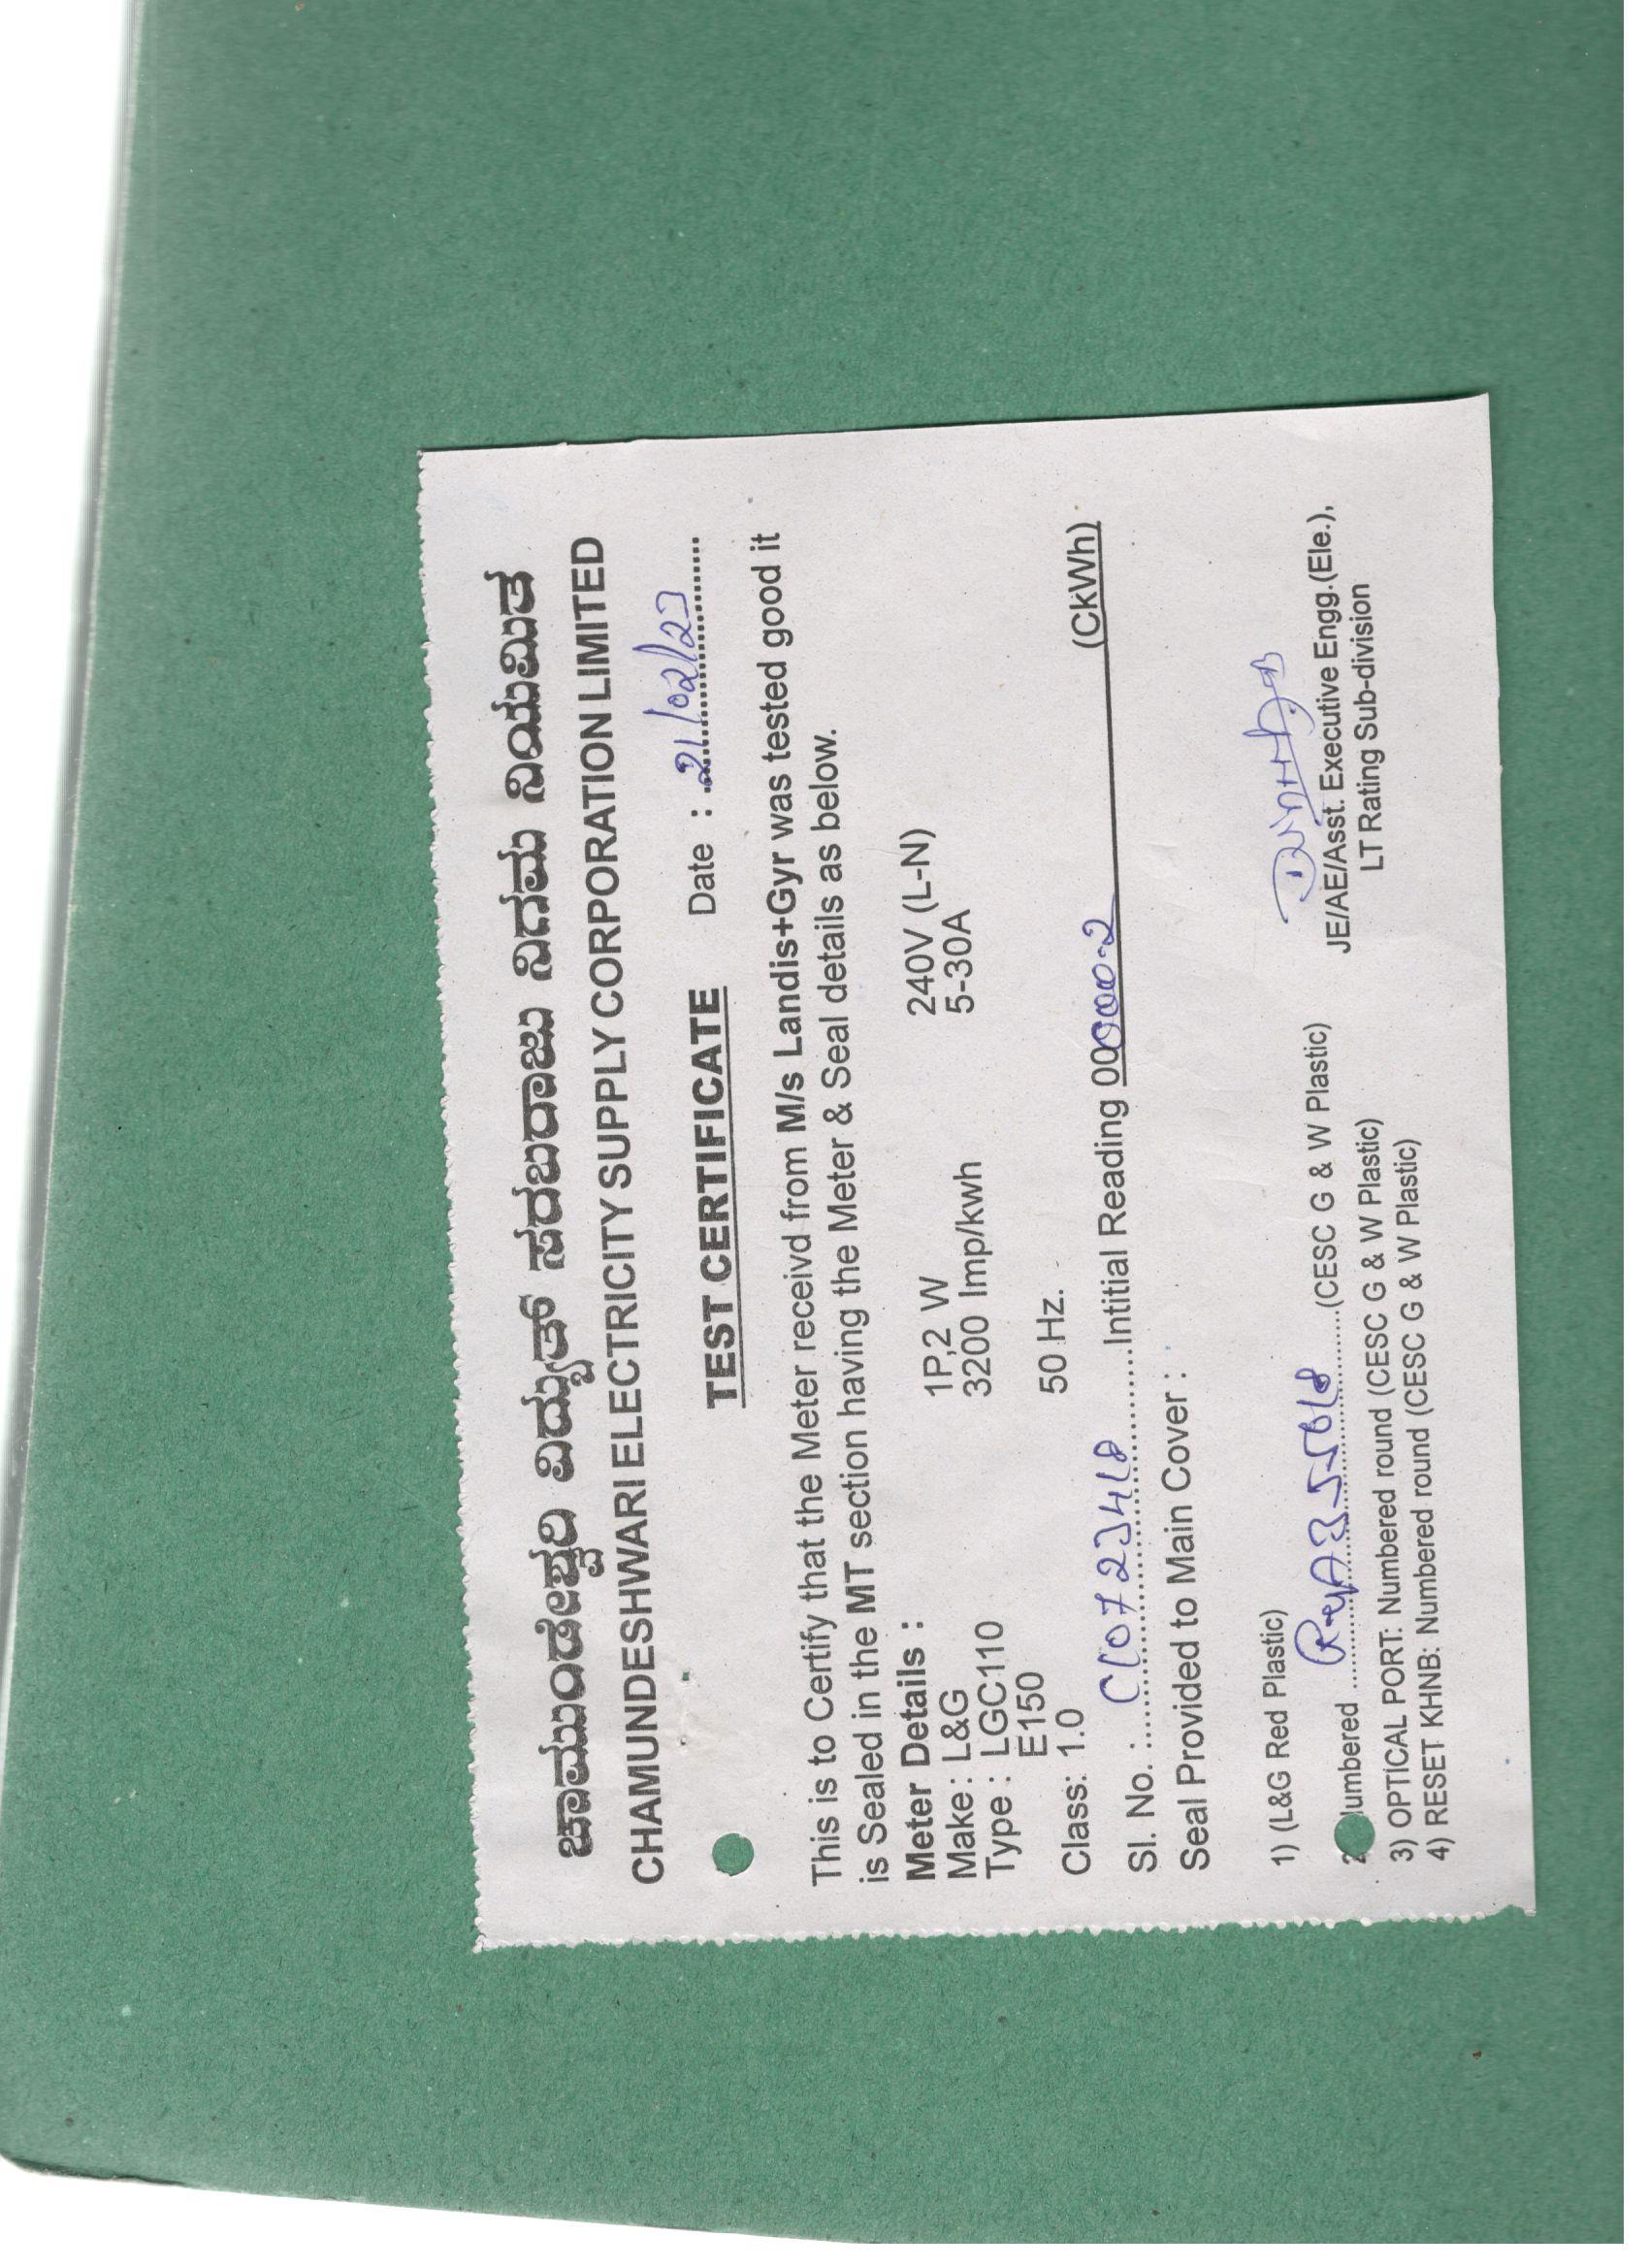 ಚಾಮುಂಡೇಶ್ವರಿ ವಿದ್ಯುತ್ ಸರಬರಾಜು ನಿಗಮ ನಿಯಮಿತ
CHAMUNDESHWARI ELECTRICITY SUPPLY CORPORATION LIMITED
TEST CERTIFICATE Date : 21/02/23
This is to Certify that the Meter receivd from M/s Landis+Gyr was tested good it
is Sealed in the MT section having the Meter & Seal details as below.
Meter Details :
Make : L&G 1P,2 W 240V (L-N)
Type : LGC110 3200 Imp/kwh 5-30A
E150
Class: 1.0 50 Hz.
Sl. No. : Intitial Reading 00000.2 (CkWh)
Seal Provided to Main Cover :
1) (L&G Red Plastic)
umbered (CESC G & W Plastic)
3) OPTICAL PORT: Numbered round (CESC G & W Plastic)
4) RESET KHNB: Numbered round (CESC G & W Plastic)
JE/AE/Asst. Executive Engg.(Ele.),
LT Rating Sub-division